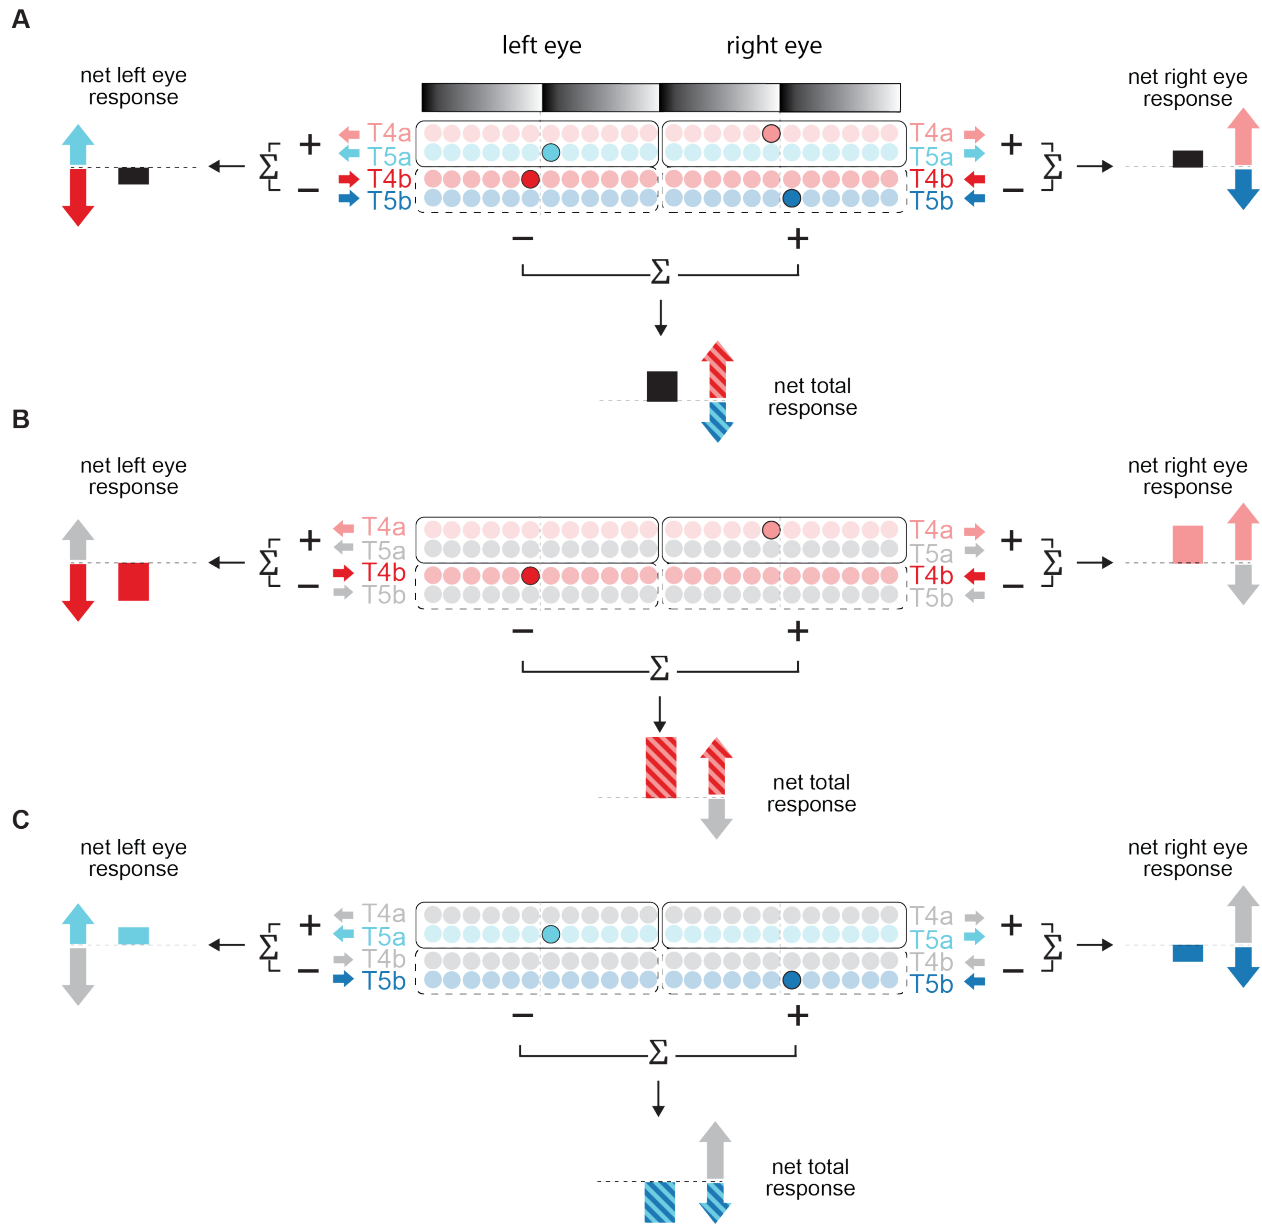 A
left eye right eye
net left eye
response
net right eye
response
+ T4a T4a +
Σ T5a T5a Σ
− T4b T4b −
T5b T5b
− +
Σ
net total
response
B
net left eye
response
net right eye
response
+ T4a T4a +
Σ T5a T5a Σ
− T4b T4b −
T5b T5b
− +
Σ
net total
response
C
net left eye
response
net right eye
response
+ T4a T4a +
Σ T5a T5a Σ
− T4b T4b −
T5b T5b
− +
Σ
net total
response